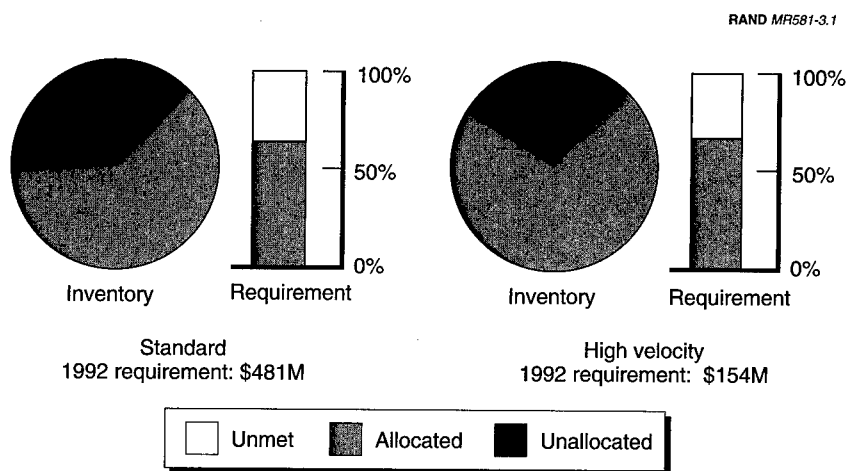 RAND MR581-3.1
100%
50%
0%
Inventory
Requirement
Standard
1992 requirement: $481M
100%
50%
0%
Inventory
Requirement
High velocity
1992 requirement: $154M
Unmet
Allocated
Unallocated